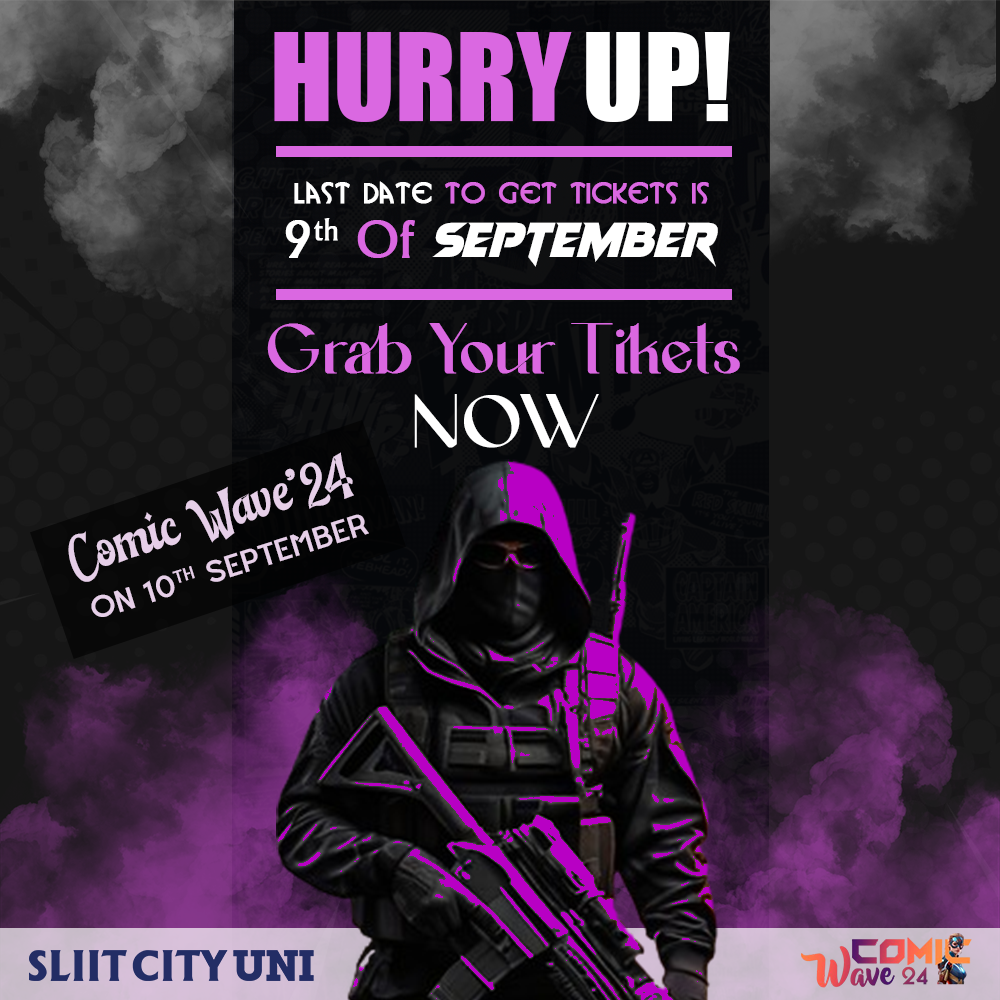 HURRY UP!
LAST DATE TO GET TICKETS IS
9th Of SEPTEMBER
Grab Your Tikets
NOW
Comic Wave'24
ON 10TH SEPTEMBER
SLIIT CITY UNI
COMIC
Wave 24